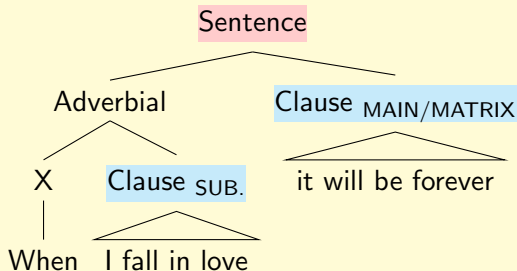 Sentence
Adverbial Clause MAIN/MATRIX
X Clause SUB. it will be forever
When I fall in love